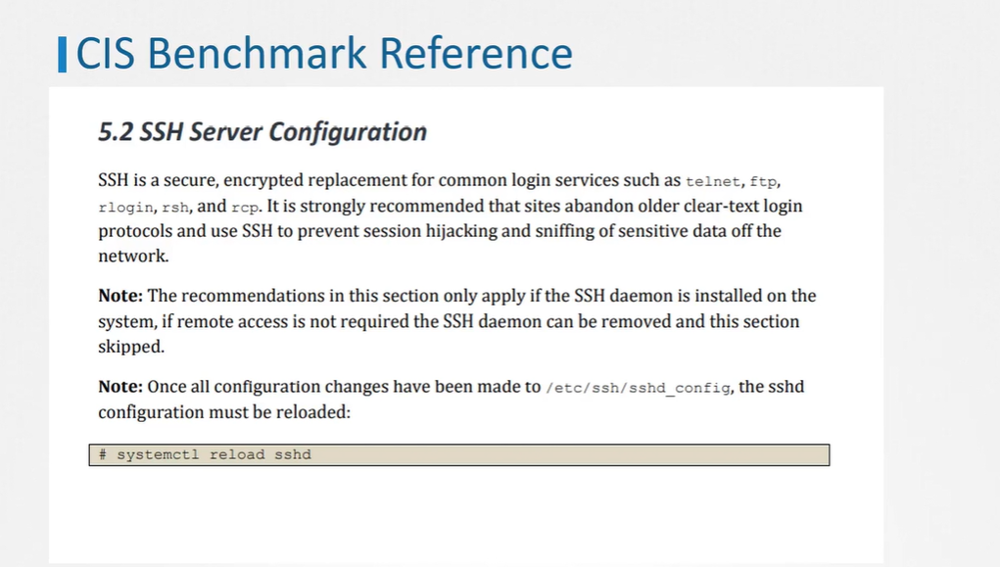 CIS Benchmark Reference
5.2 SSH Server Configuration
SSH is a secure, encrypted replacement for common login services such as telnet, ftp,
rlogin, rsh, and rcp. It is strongly recommended that sites abandon older clear-text login
protocols and use SSH to prevent session hijacking and sniffing of sensitive data off the
network.
Note: The recommendations in this section only apply if the SSH daemon is installed on the
system, if remote access is not required the SSH daemon can be removed and this section
skipped.
Note: Once all configuration changes have been made to /etc/ssh/sshd_config, the sshd
configuration must be reloaded:
# systemctl reload sshd